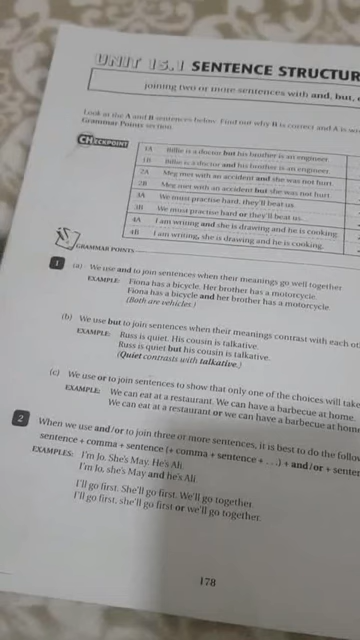 UNIT 15.1 SENTENCE STRUCTUR
joining two or more sentences with and, but,
Look at the A and B sentences below. Find out why B is correct and A is
Grammar Points section.
CHECKPOINT
1A Billie is a doctor but his brother is an engineer.
1B Billie is a doctor and his brother is an engineer.
2A Meg met with an accident and she was not hurt.
2B Meg met with an accident but she was not hurt.
3A We must practise hard, they'll beat us.
3B We must practise hard or they'll beat us.
4A I am writing and she is drawing and he is cooking.
4B I am writing, she is drawing and he is cooking.
GRAMMAR POINTS
1 (a) We use and to join sentences when their meanings go well together.
EXAMPLE: Fiona has a bicycle. Her brother has a motorcycle.
Fiona has a bicycle and her brother has a motorcycle.
(Both are vehicles.)
(b) We use but to join sentences when their meanings contrast with each ot
EXAMPLE: Russ is quiet. His cousin is talkative.
Russ is quiet but his cousin is talkative.
(Quiet contrasts with talkative.)
(c) We use or to join sentences to show that only one of the choices will take
EXAMPLE: We can eat at a restaurant. We can have a barbecue at home.
We can eat at a restaurant or we can have a barbecue at home
2 When we use and/or to join three or more sentences, it is best to do the follow
sentence + comma + sentence (+ comma + sentence + . . .) + and/or + senten
EXAMPLES: I'm Jo. She's May. He's Ali.
I'm Jo, she's May and he's Ali.
I'll go first. She'll go first. We'll go together.
I'll go first, she'll go first or we'll go together.
178